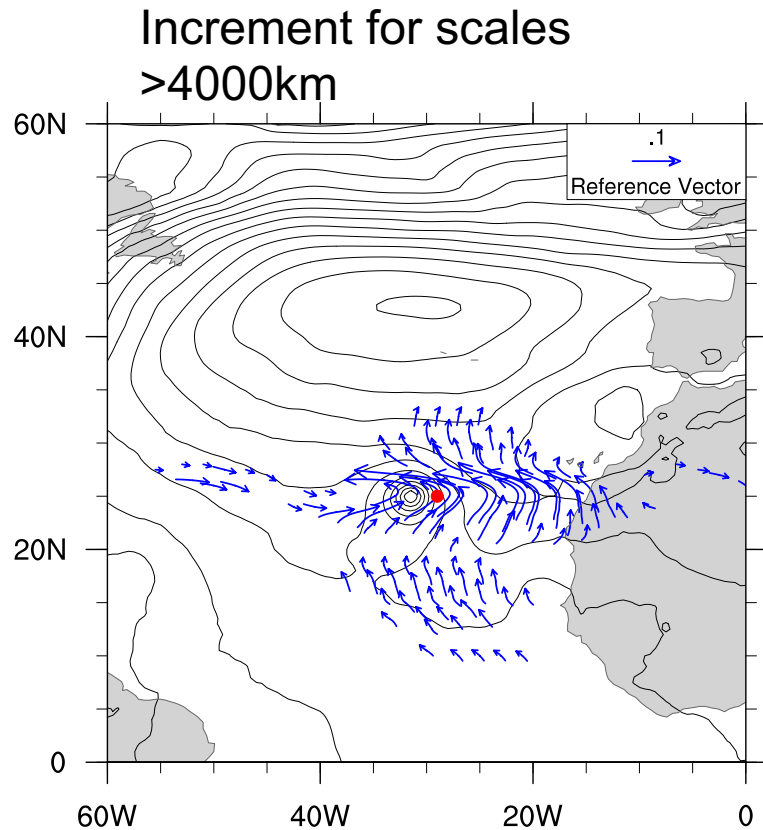 Increment for scales
>4000km
60N
.1
Reference Vector
40N
20N
0
60W 40W 20W 0